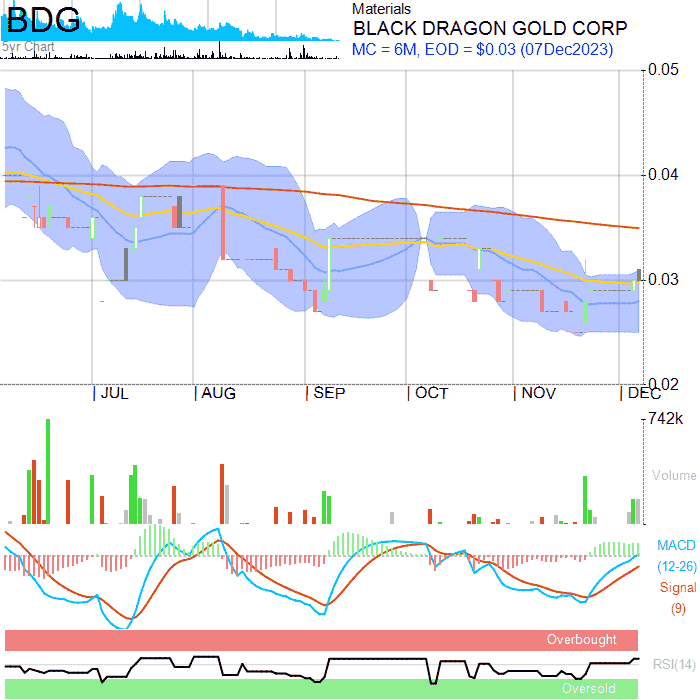 BDG
5yr Chart
Materials
BLACK DRAGON GOLD CORP
MC = 6M, EOD = $0.03 (07Dec2023)
0.05
0.04
0.03
0.02
JUL AUG SEP OCT NOV DEC
742k
Volume
MACD
(12-26)
Signal
(9)
Overbought
RSI(14)
Oversold